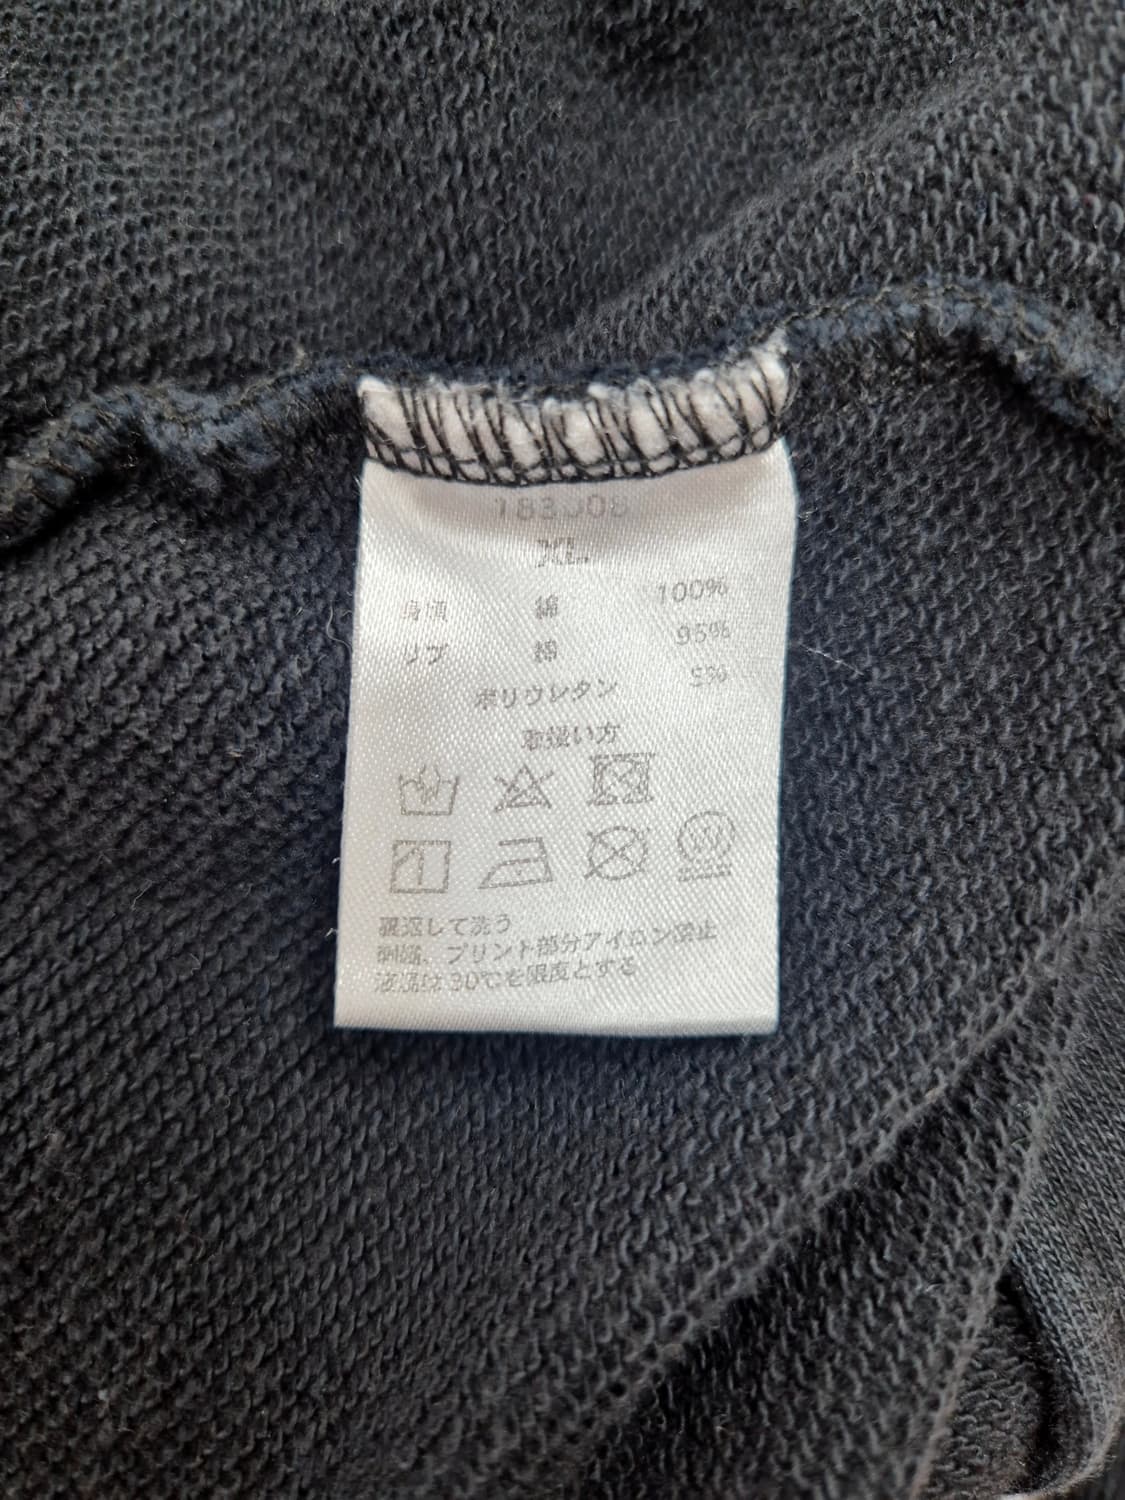 XL
身頃 綿 100%
リブ 綿 95%
ポリウレタン 5%
取扱い方
裏返して洗う
刺繍、プリント部分アイロン禁止
液温は30℃を限度とする